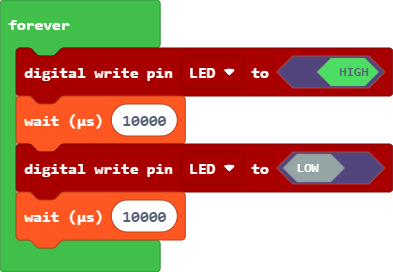 forever
digital write pin LED to HIGH
wait (µs) 10000
digital write pin LED to LOW
wait (µs) 10000